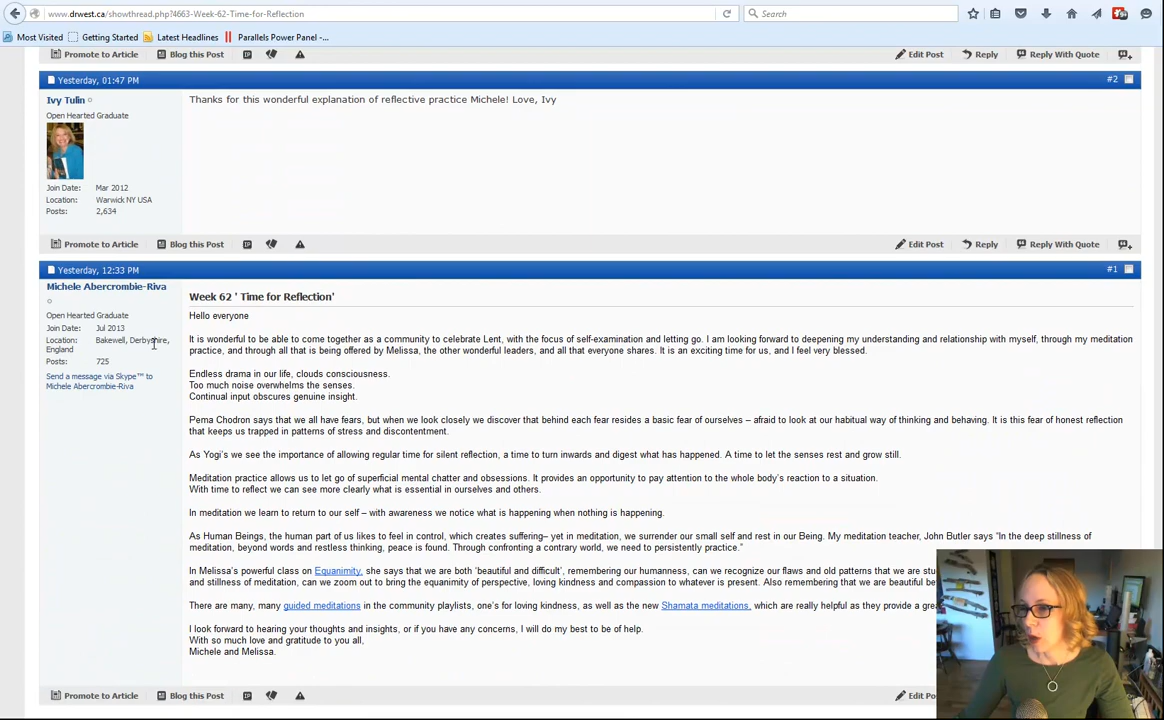 www.drwest.ca/showthread.php?4663-Week-62-Time-for-Reflection
Search
Most Visited Getting Started Latest Headlines Parallels Power Panel -...
Promote to Article Blog this Post Edit Post Reply Reply With Quote
Yesterday, 01:47 PM #2
Ivy Tulin
Open Hearted Graduate
Join Date: Mar 2012
Location: Warwick NY USA
Posts: 2,634
Thanks for this wonderful explanation of reflective practice Michele! Love, Ivy
Promote to Article Blog this Post Edit Post Reply Reply With Quote
Yesterday, 12:33 PM #1
Michele Abercrombie-Riva
Open Hearted Graduate
Join Date: Jul 2013
Location: Bakewell, Derbyshire,
England
Posts: 725
Send a message via Skype™ to
Michele Abercrombie-Riva
Week 62 ' Time for Reflection'
Hello everyone
It is wonderful to be able to come together as a community to celebrate Lent, with the focus of self-examination and letting go. I am looking forward to deepening my understanding and relationship with myself, through my meditation
practice, and through all that is being offered by Melissa, the other wonderful leaders, and all that everyone shares. It is an exciting time for us, and I feel very blessed.
Endless drama in our life, clouds consciousness.
Too much noise overwhelms the senses.
Continual input obscures genuine insight.
Pema Chodron says that we all have fears, but when we look closely we discover that behind each fear resides a basic fear of ourselves – afraid to look at our habitual way of thinking and behaving. It is this fear of honest reflection
that keeps us trapped in patterns of stress and discontentment.
As Yogi's we see the importance of allowing regular time for silent reflection, a time to turn inwards and digest what has happened. A time to let the senses rest and grow still.
Meditation practice allows us to let go of superficial mental chatter and obsessions. It provides an opportunity to pay attention to the whole body's reaction to a situation.
With time to reflect we can see more clearly what is essential in ourselves and others.
In meditation we learn to return to our self – with awareness we notice what is happening when nothing is happening.
As Human Beings, the human part of us likes to feel in control, which creates suffering– yet in meditation, we surrender our small self and rest in our Being. My meditation teacher, John Butler says “In the deep stillness of
meditation, beyond words and restless thinking, peace is found. Through confronting a contrary world, we need to persistently practice.”
In Melissa's powerful class on Equanimity, she says that we are both 'beautiful and difficult', remembering our humanness, can we recognize our flaws and old patterns that we are
and stillness of meditation, can we zoom out to bring the equanimity of perspective, loving kindness and compassion to whatever is present. Also remembering that we are beautiful
There are many, many guided meditations in the community playlists, one's for loving kindness, as well as the new Shamata meditations, which are really helpful as they provide a
I look forward to hearing your thoughts and insights, or if you have any concerns, I will do my best to be of help.
With so much love and gratitude to you all,
Michele and Melissa.
Promote to Article Blog this Post Edit